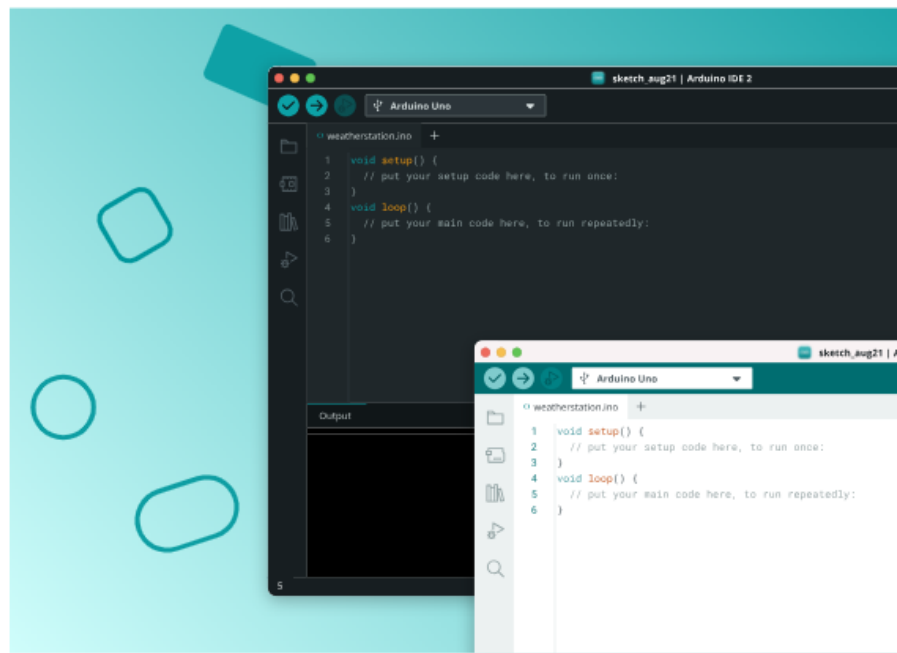 sketch_aug21 | Arduino IDE 2
Arduino Uno
weatherstation.ino
1 void setup() {
2 // put your setup code here, to run once:
3 }
4 void loop() {
5 // put your main code here, to run repeatedly:
6 }
Output
5
sketch_aug21 | A
Arduino Uno
weatherstation.ino
1 void setup() {
2 // put your setup code here, to run once:
3 }
4 void loop() {
5 // put your main code here, to run repeatedly:
6 }